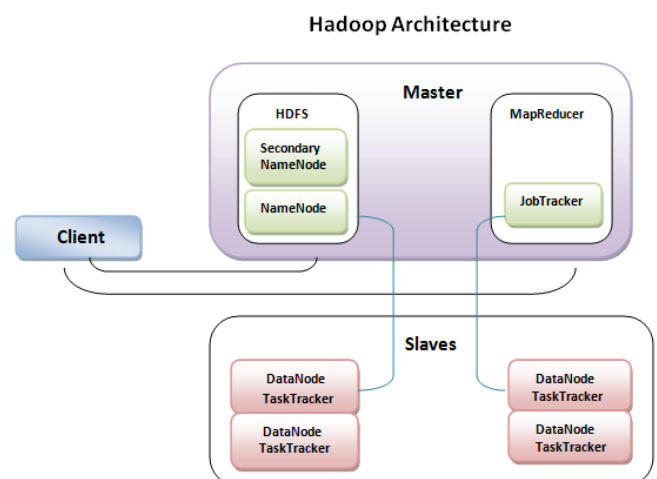 Hadoop Architecture
Master
HDFS
MapReducer
Secondary
NameNode
NameNode
JobTracker
Client
Slaves
DataNode
TaskTracker
DataNode
TaskTracker
DataNode
TaskTracker
DataNode
TaskTracker